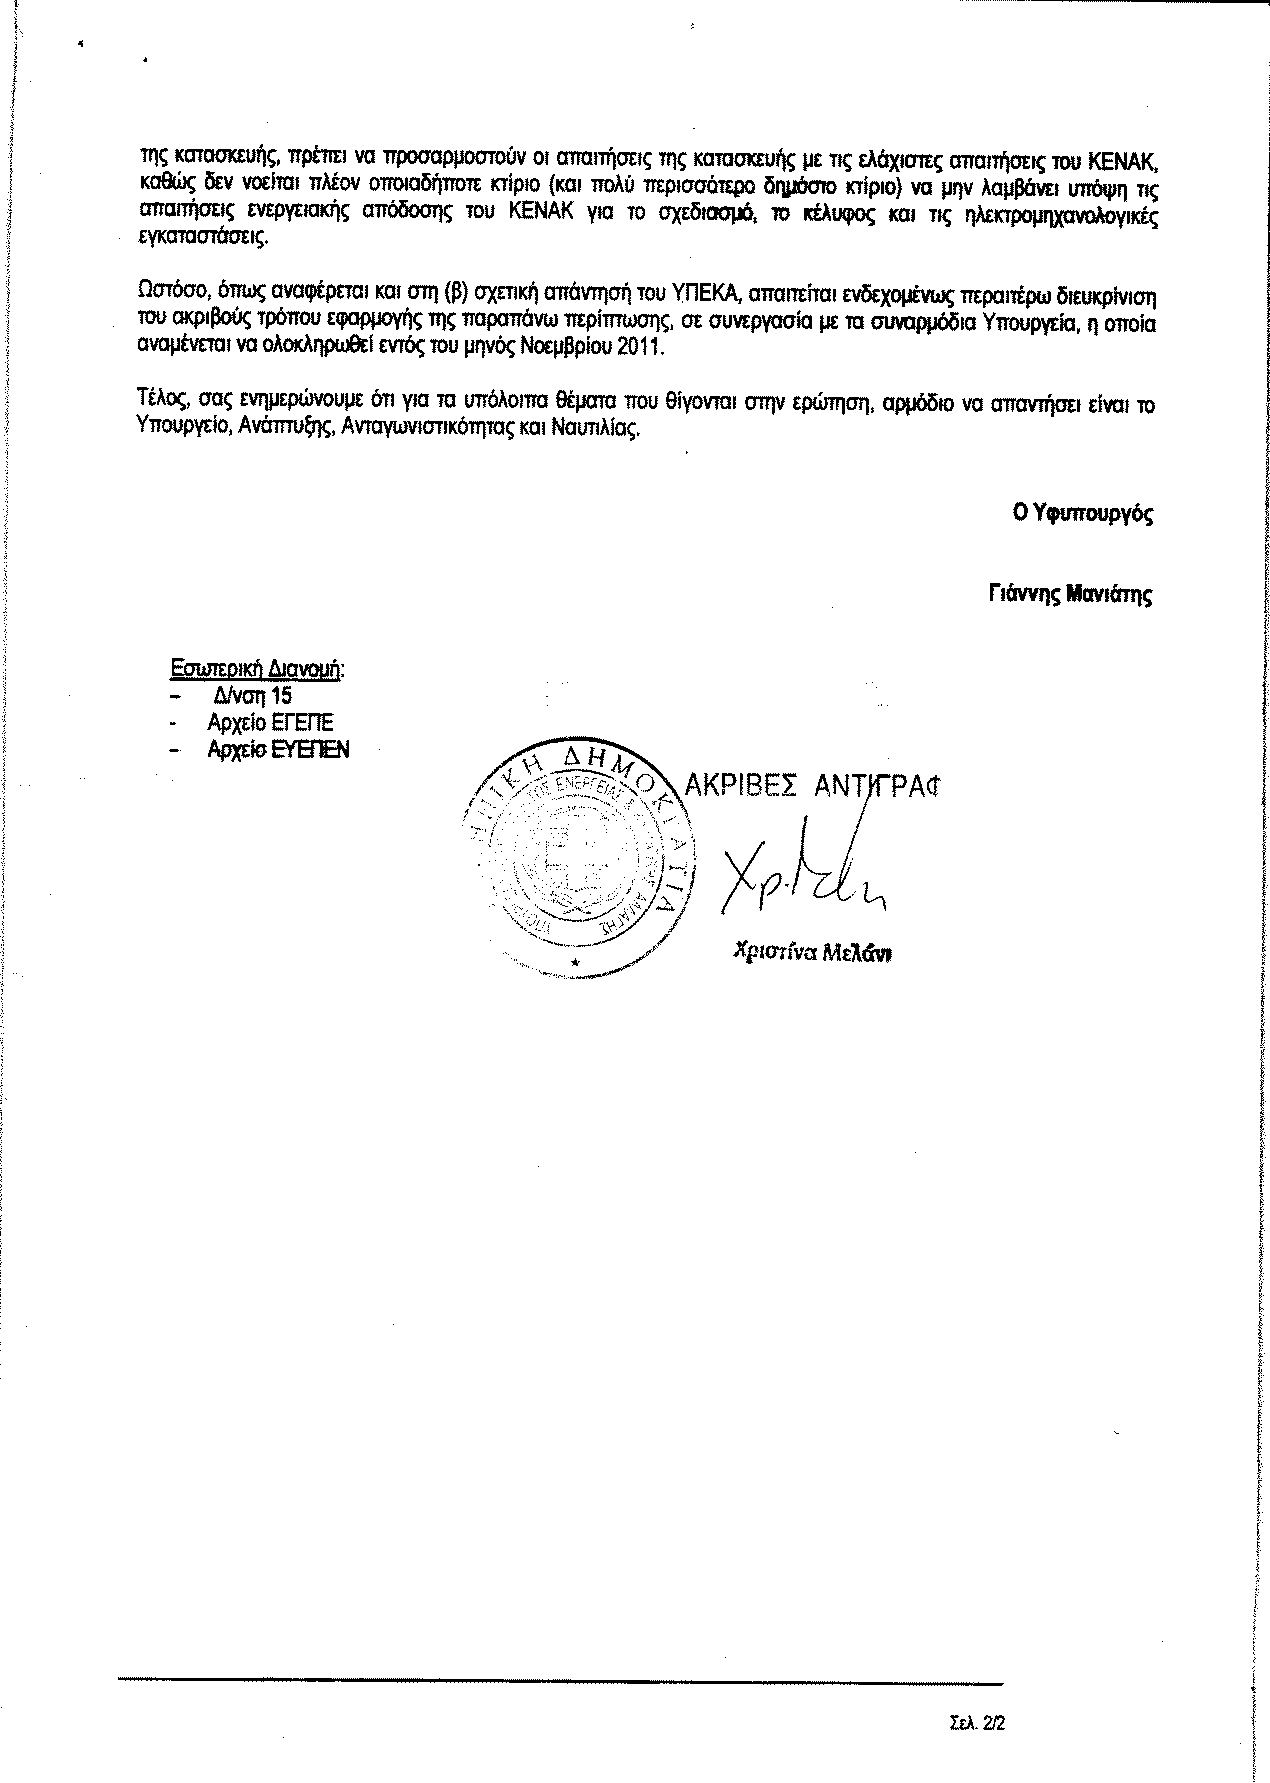 της κατασκευής, πρέπει να προσαρμοστούν οι απαιτήσεις της κατασκευής με τις ελάχιστες απαιτήσεις του ΚΕΝΑΚ,
καθώς δεν νοείται πλέον οποιαδήποτε κτίριο (και πολύ περισσότερο δημόσιο κτίριο) να μην λαμβάνει υπόψη τις
απαιτήσεις ενεργειακής απόδοσης του ΚΕΝΑΚ για το σχεδιασμό, το κέλυφος και τις ηλεκτρομηχανολογικές
εγκαταστάσεις.
Ωστόσο, όπως αναφέρεται και στη (β) σχετική απάντησή του ΥΠΕΚΑ, απαιτείται ενδεχομένως περαιτέρω διευκρίνιση
του ακριβούς τρόπου εφαρμογής της παραπάνω περίπτωσης, σε συνεργασία με τα συναρμόδια Υπουργεία, η οποία
αναμένεται να ολοκληρωθεί εντός του μηνός Νοεμβρίου 2011.
Τέλος, σας ενημερώνουμε ότι για τα υπόλοιπα θέματα που θίγονται στην ερώτηση, αρμόδιο να απαντήσει είναι το
Υπουργείο, Ανάπτυξης, Ανταγωνιστικότητας και Ναυτιλίας.
Ο Υφυπουργός
Γιάννης Μανιάτης
Εσωτερική Διανομή:
- Δ/νση 15
- Αρχείο ΕΓΕΠΕ
- Αρχείο ΕΥΕΠΕΝ
ΔΗΜΟΚΡΑΤΙΑ
ΕΝΕΡΓΕΙΑΣ &
ΑΛΛΑΓΗΣ
ΑΚΡΙΒΕΣ ΑΝΤΙΓΡΑΦ
Χριστίνα Μελάνι
Σελ. 2/2